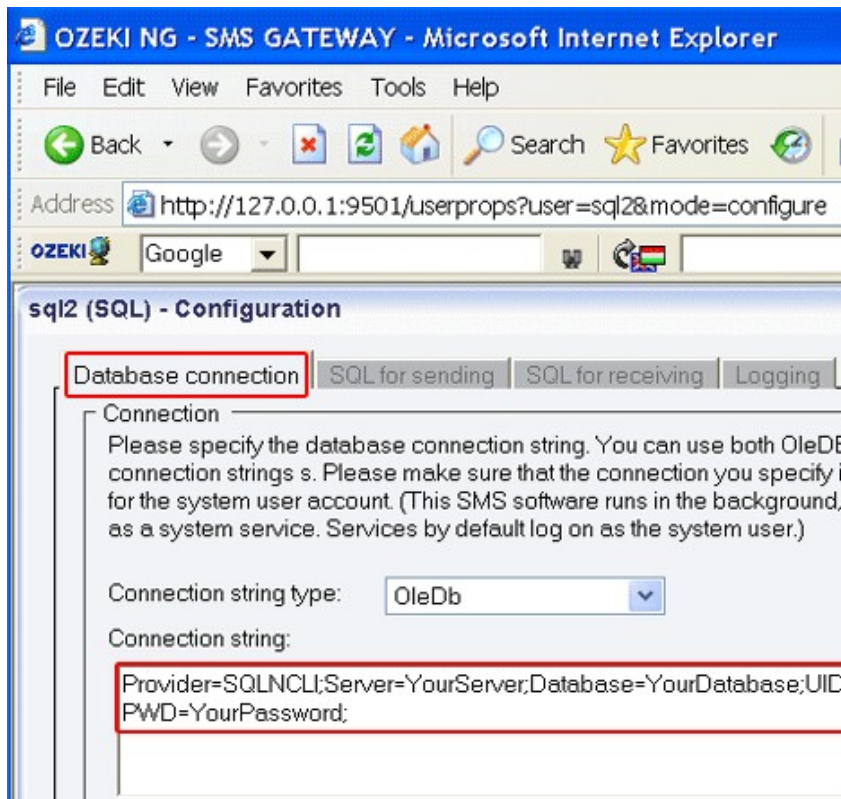 OZEKI NG - SMS GATEWAY - Microsoft Internet Explorer
File Edit View Favorites Tools Help
Back Search Favorites
Address http://127.0.0.1:9501/userprops?user=sql2&mode=configure
OZEKI Google
sql2 (SQL) - Configuration
Database connection SQL for sending SQL for receiving Logging
Connection
Please specify the database connection string. You can use both OleDB
connection strings s. Please make sure that the connection you specify i
for the system user account. (This SMS software runs in the background,
as a system service. Services by default log on as the system user.)
Connection string type: OleDb
Connection string:
Provider=SQLNCLI;Server=YourServer;Database=YourDatabase;UID
PWD=YourPassword;